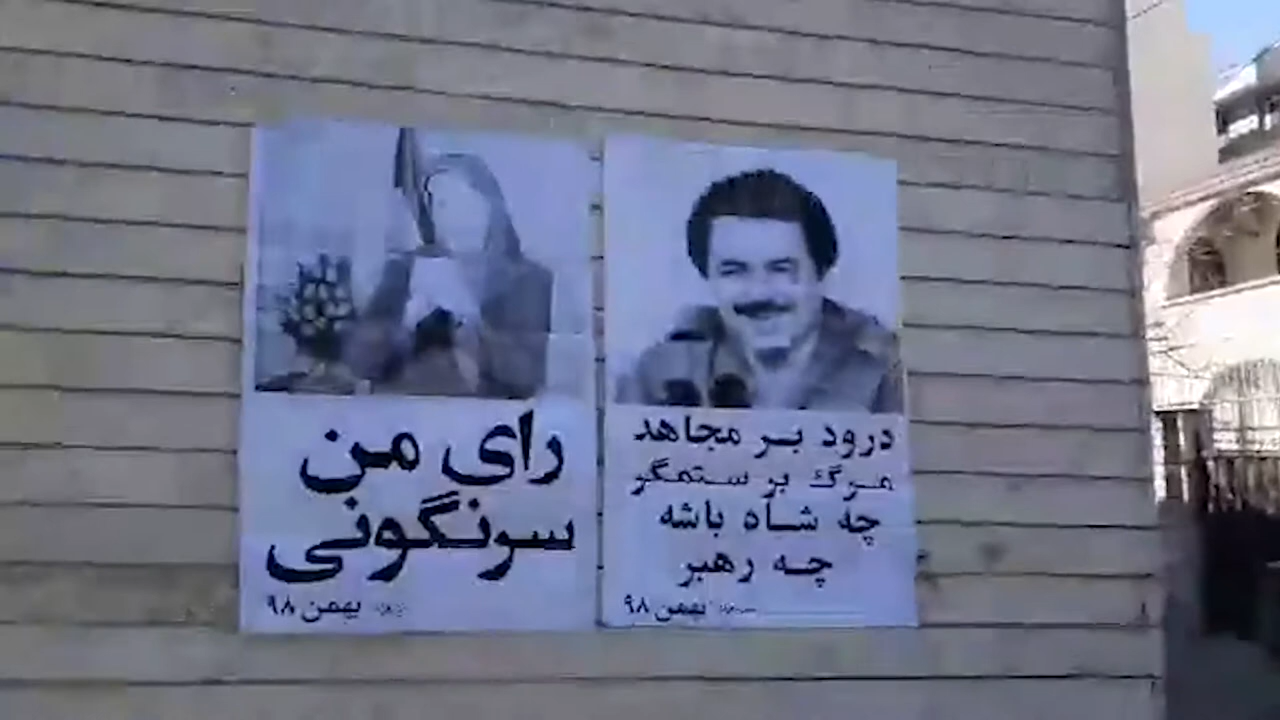 رای من
سرنگونی
بهمن ۹۸
درود بر مجاهد
مرگ بر ستمگر
چه شاه باشه
چه رهبر
بهمن ۹۸